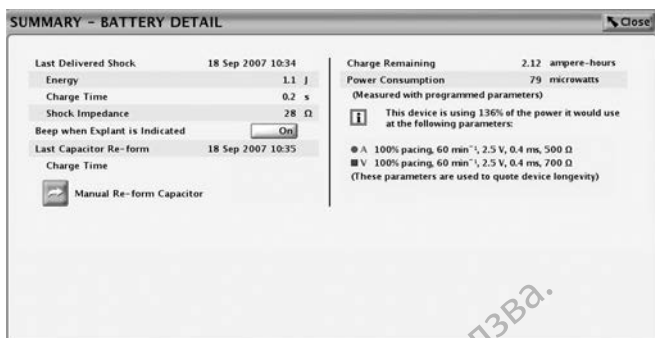 SUMMARY - BATTERY DETAIL
Close
Last Delivered Shock 18 Sep 2007 10:34
Energy 1.1 J
Charge Time 0.2 s
Shock Impedance 28 Ω
Beep when Explant is Indicated On
Last Capacitor Re-form 18 Sep 2007 10:35
Charge Time
Manual Re-form Capacitor
Charge Remaining 2.12 ampere-hours
Power Consumption 79 microwatts
(Measured with programmed parameters)
This device is using 136% of the power it would use
at the following parameters:
A 100% pacing, 60 min⁻¹, 2.5 V, 0.4 ms, 500 Ω
V 100% pacing, 60 min⁻¹, 2.5 V, 0.4 ms, 700 Ω
(These parameters are used to quote device longevity)